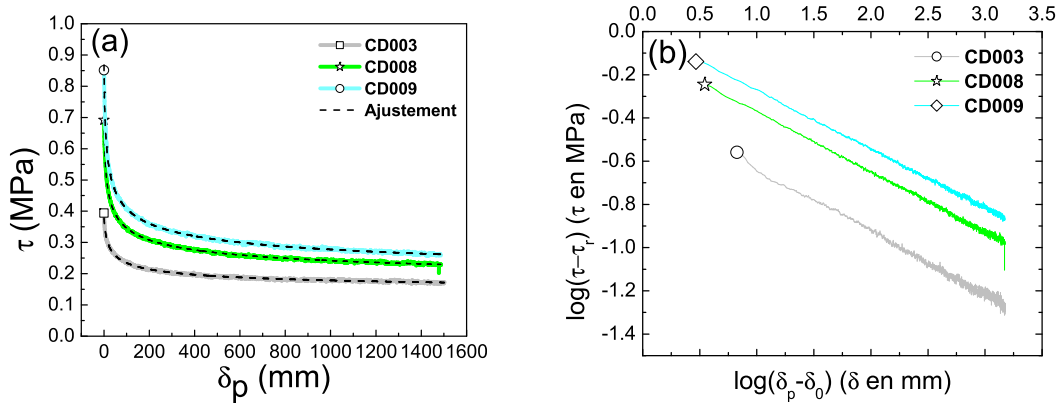 0.5 1.0 1.5 2.0 2.5 3.0 3.5
(a)
CD003
CD008
CD009
Ajustement
1.0
0.9
0.8
0.7
0.6
0.5
0.4
0.3
0.2
0.1
0.0
τ (MPa)
0 200 400 600 800 1000 1200 1400 1600
δp (mm)
(b)
CD003
CD008
CD009
0.0
-0.2
-0.4
-0.6
-0.8
-1.0
-1.2
-1.4
log(τ–τr) (τ en MPa)
log(δp-δ0) (δ en mm)